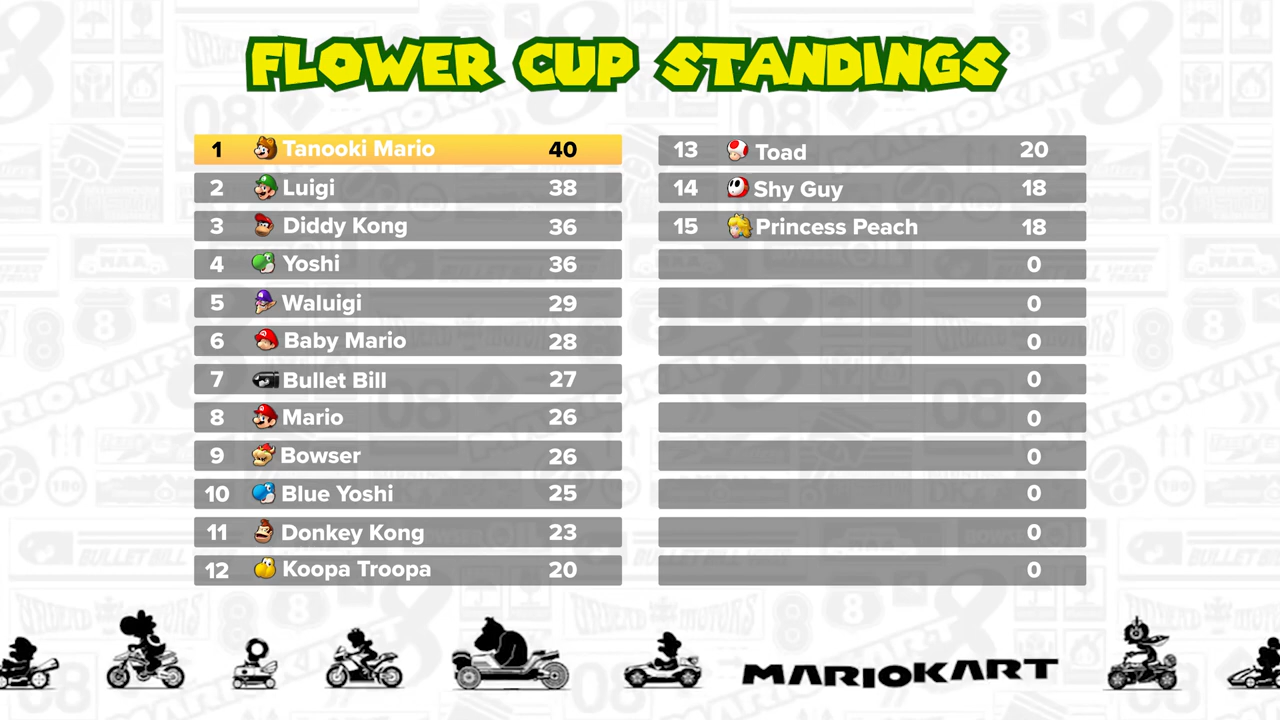 FLOWER CUP STANDINGS
1 Tanooki Mario 40
2 Luigi 38
3 Diddy Kong 36
4 Yoshi 36
5 Waluigi 29
6 Baby Mario 28
7 Bullet Bill 27
8 Mario 26
9 Bowser 26
10 Blue Yoshi 25
11 Donkey Kong 23
12 Koopa Troopa 20
13 Toad 20
14 Shy Guy 18
15 Princess Peach 18
0
0
0
0
0
0
0
0
0
MARIOKART